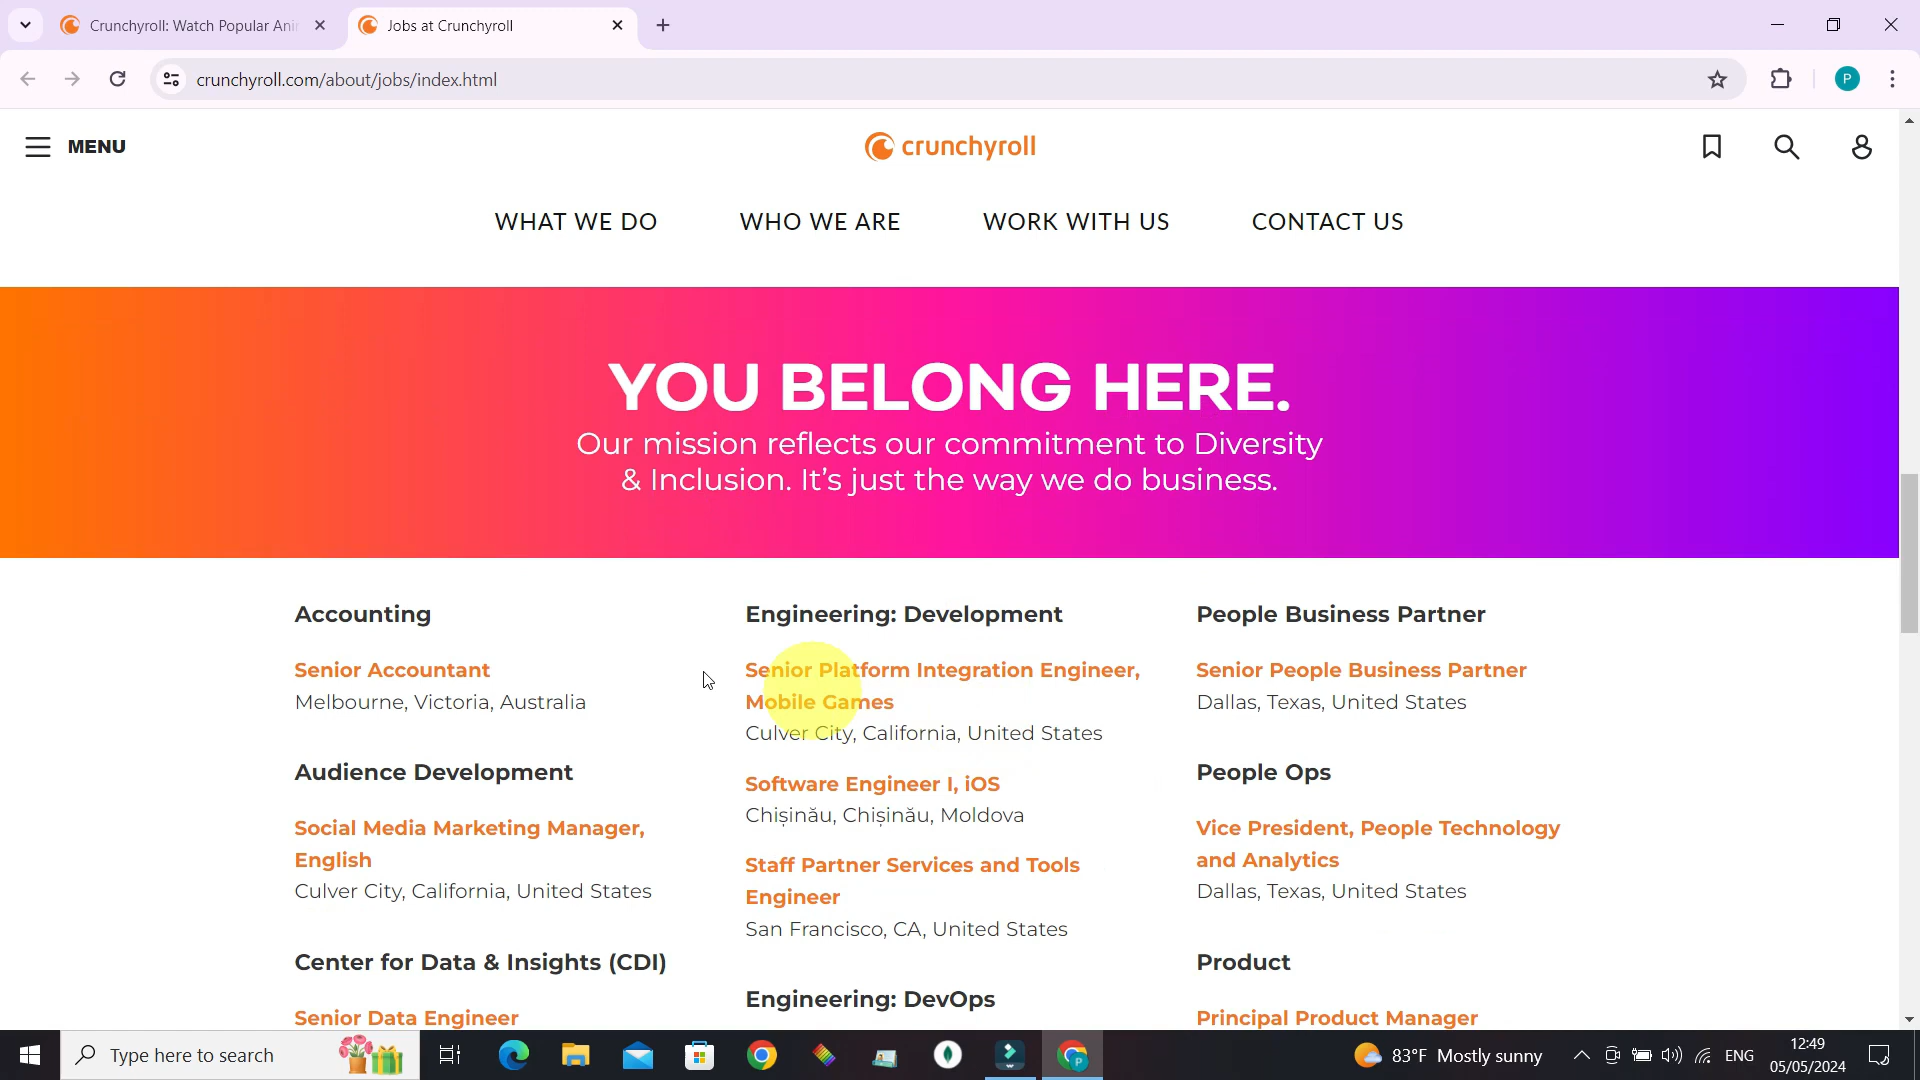 Crunchyroll: Watch Popular Ani
Jobs at Crunchyroll
crunchyroll.com/about/jobs/index.html
P
MENU
crunchyroll
WHAT WE DO
WHO WE ARE
WORK WITH US
CONTACT US
YOU BELONG HERE.
Our mission reflects our commitment to Diversity
& Inclusion. It's just the way we do business.
Accounting
Senior Accountant
Melbourne, Victoria, Australia
Audience Development
Social Media Marketing Manager,
English
Culver City, California, United States
Center for Data & Insights (CDI)
Senior Data Engineer
Engineering: Development
Senior Platform Integration Engineer,
Mobile Games
Culver City, California, United States
Software Engineer I, iOS
Chișinău, Chișinău, Moldova
Staff Partner Services and Tools
Engineer
San Francisco, CA, United States
Engineering: DevOps
People Business Partner
Senior People Business Partner
Dallas, Texas, United States
People Ops
Vice President, People Technology
and Analytics
Dallas, Texas, United States
Product
Principal Product Manager
Type here to search
83°F Mostly sunny
ENG
12:49
05/05/2024